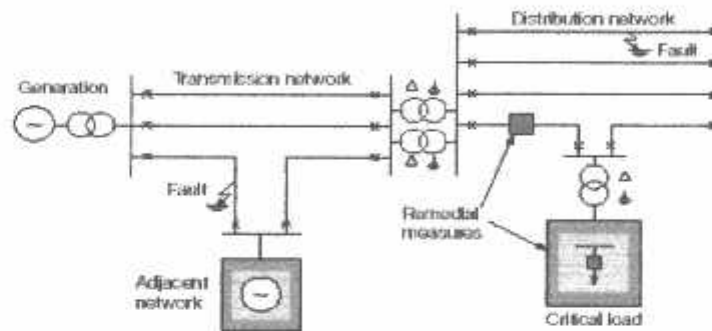 Distribution network
Fault
Generation
Transmission network
Fault
Remedial
measures
Adjacent
network
Critical load